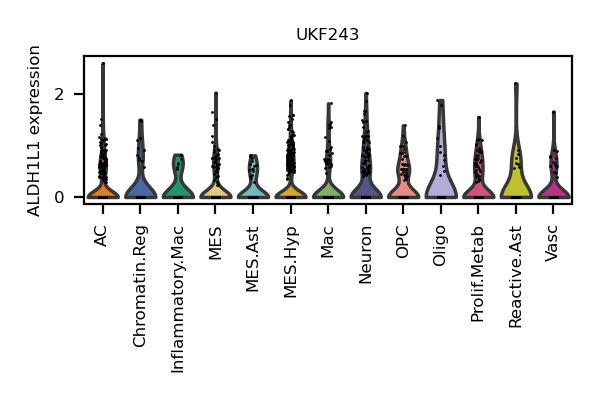 UKF243
ALDH1L1 expression
2
0
AC
Chromatin.Reg
Inflammatory.Mac
MES
MES.Ast
MES.Hyp
Mac
Neuron
OPC
Oligo
Prolif.Metab
Reactive.Ast
Vasc